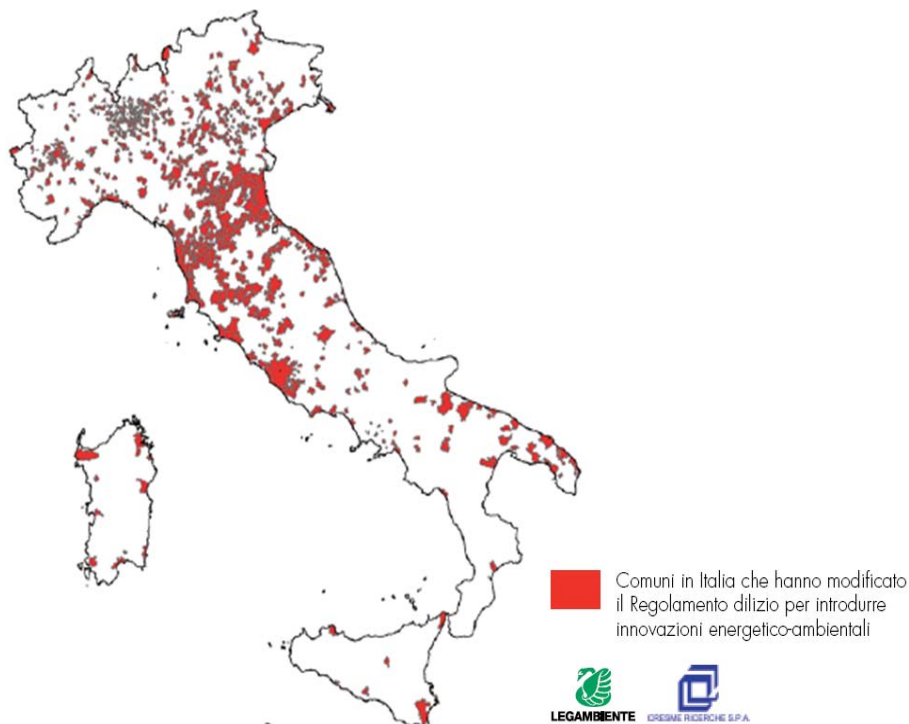 Comuni in Italia che hanno modificato
il Regolamento dilizio per introdurre
innovazioni energetico-ambientali
LEGAMBIENTE
CRESME RICERCHE S.P.A.